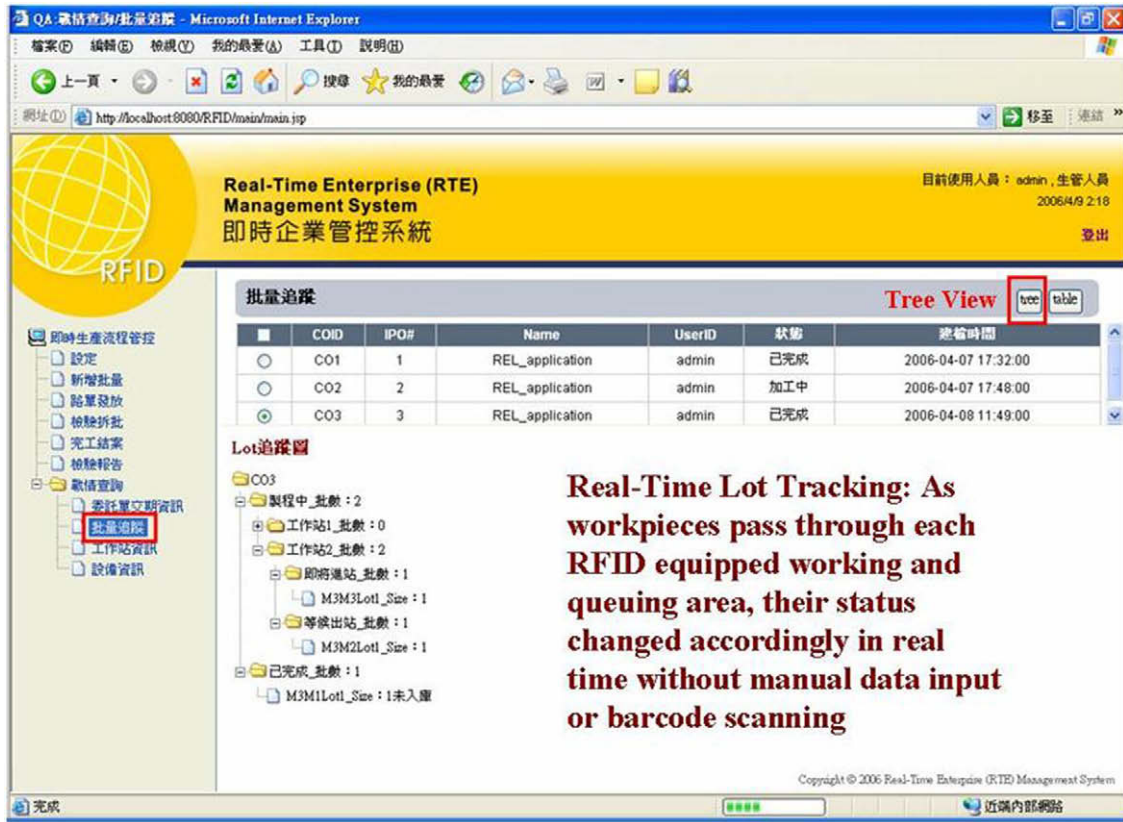 QA:戰情查詢/批量追蹤 - Microsoft Internet Explorer
檔案(F) 編輯(E) 檢視(V) 我的最愛(A) 工具(T) 說明(H)
上一頁 搜尋 我的最愛
網址(D) http://localhost:8080/RFID/main/main.jsp 移至 連結 »
RFID
Real-Time Enterprise (RTE)
Management System
即時企業管控系統
目前使用人員： admin , 生管人員
2006/4/9 2:18
登出
即時生產流程管控
設定
新增批量
路單發放
檢驗拆批
完工結案
檢驗報告
戰情查詢
委託單交期資訊
批量追蹤
工作站資訊
設備資訊
批量追蹤 Tree View tree table
COID IPO# Name UserID 狀態 建檔時間
CO1 1 REL_application admin 已完成 2006-04-07 17:32:00
CO2 2 REL_application admin 加工中 2006-04-07 17:48:00
CO3 3 REL_application admin 已完成 2006-04-08 11:49:00
Lot追蹤圖
CO3
製程中_批數：2
工作站1_批數：0
工作站2_批數：2
即將進站_批數：1
M3M3Lot1_Size：1
等候出站_批數：1
M3M2Lot1_Size：1
已完成_批數：1
M3M1Lot1_Size：1未入庫
Real-Time Lot Tracking: As
workpieces pass through each
RFID equipped working and
queuing area, their status
changed accordingly in real
time without manual data input
or barcode scanning
Copyright © 2006 Real-Time Enterprise (RTE) Management System
完成 近端內部網路